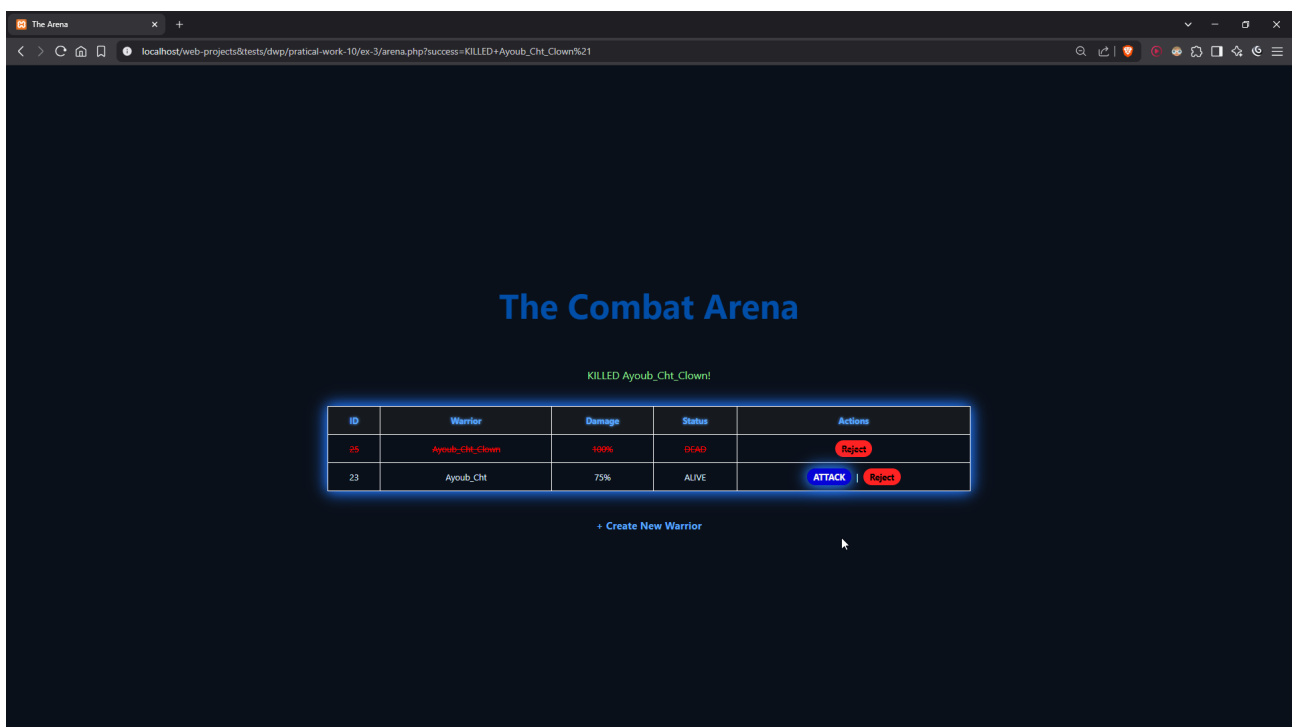 The Arena
localhost/web-projects&tests/dwp/pratical-work-10/ex-3/arena.php?success=KILLED+Ayoub_Cht_Clown%21
The Combat Arena
KILLED Ayoub_Cht_Clown!
ID Warrior Damage Status Actions
25 Ayoub_Cht_Clown 100% DEAD Reject
23 Ayoub_Cht 75% ALIVE ATTACK | Reject
+ Create New Warrior